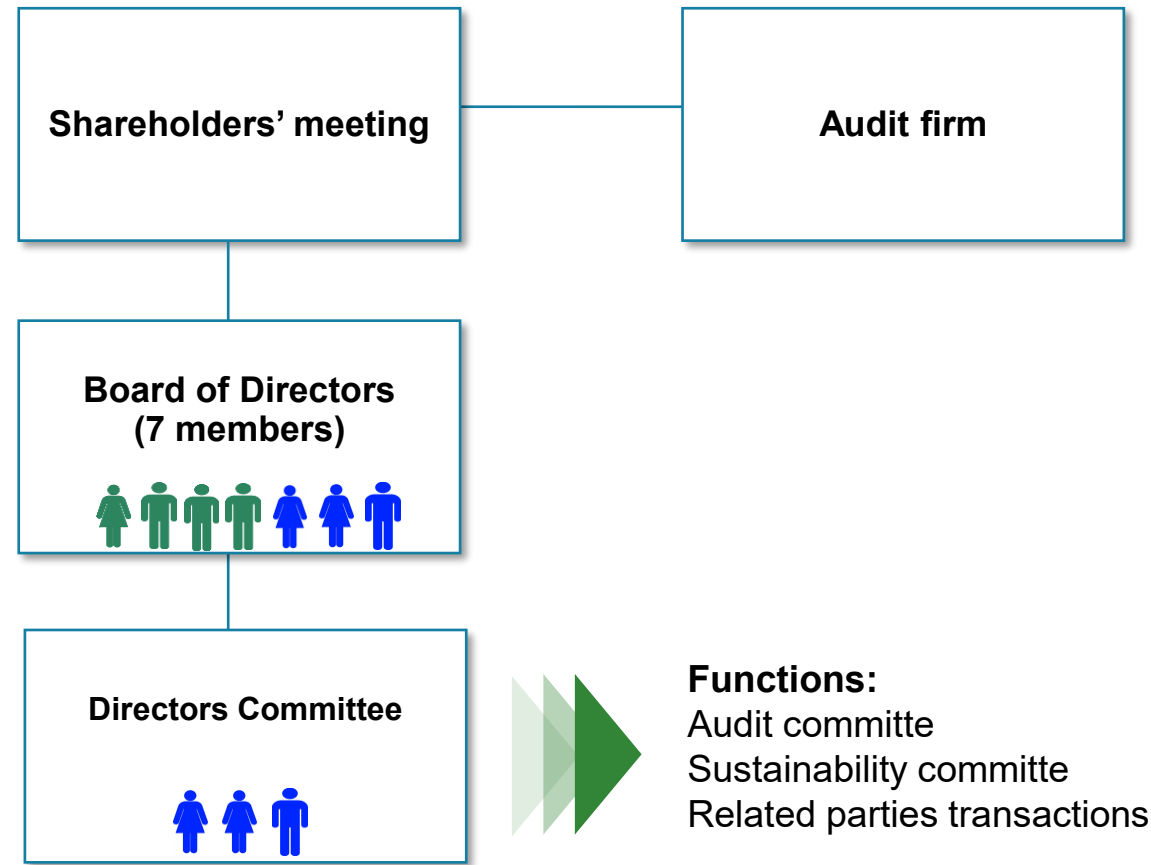 Shareholders’ meeting
Audit firm
Board of Directors
(7 members)
Directors Committee
Functions:
Audit committe
Sustainability committe
Related parties transactions